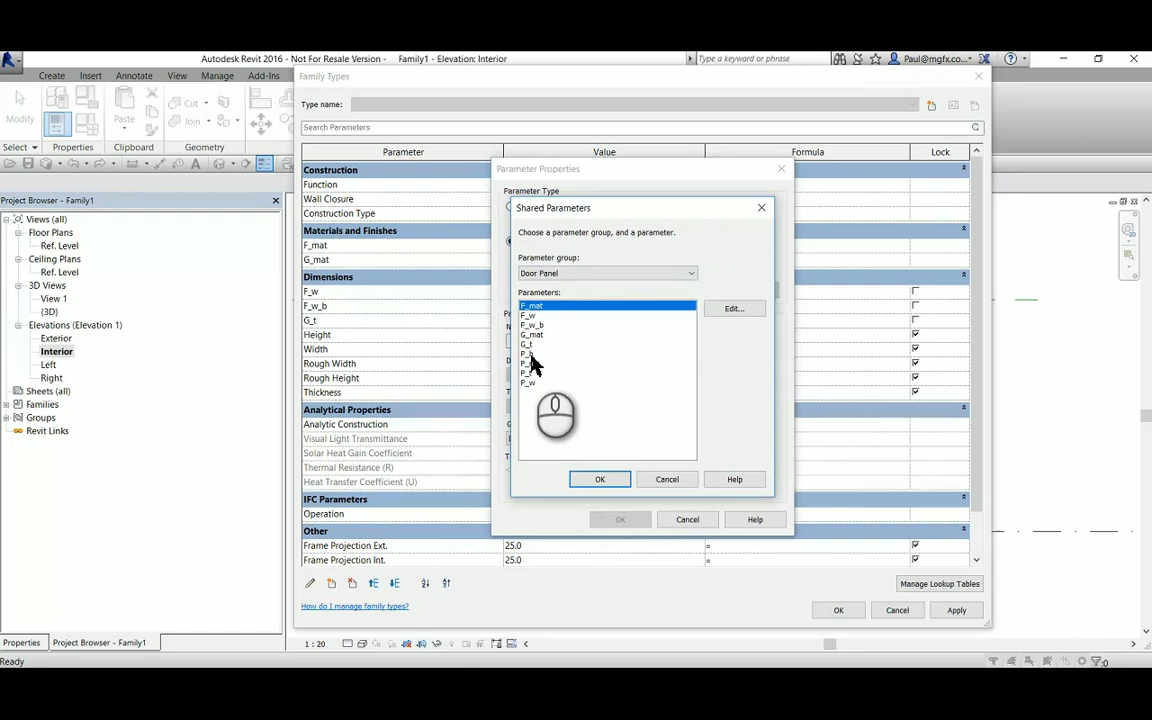 Autodesk Revit 2016 - Not For Resale Version - Family1 - Elevation: Interior
Type a keyword or phrase
Paul@mgfx.co...
Create Insert Annotate View Manage Add-Ins
Modify
Paste
Cut
Join
Select Properties Clipboard Geometry
Project Browser - Family1
Views (all)
Floor Plans
Ref. Level
Ceiling Plans
Ref. Level
3D Views
View 1
(3D)
Elevations (Elevation 1)
Exterior
Interior
Left
Right
Sheets (all)
Families
Groups
Revit Links
Properties
Project Browser - Family1
Ready
Family Types
Type name:
Search Parameters
Parameter Value Formula Lock
Construction
Function
Wall Closure
Construction Type
Materials and Finishes
F_mat
G_mat
Dimensions
F_w
F_w_b
G_t
Height
Width
Rough Width
Rough Height
Thickness
Analytical Properties
Analytic Construction
Visual Light Transmittance
Solar Heat Gain Coefficient
Thermal Resistance (R)
Heat Transfer Coefficient (U)
IFC Parameters
Operation
Other
Frame Projection Ext. 25.0 =
Frame Projection Int. 25.0 =
Manage Lookup Tables
How do I manage family types?
OK Cancel Apply
Parameter Properties
Parameter Type
OK Cancel Help
Shared Parameters
Choose a parameter group, and a parameter.
Parameter group:
Door Panel
Parameters:
F_mat
F_w
F_w_b
G_mat
G_t
P_w
Edit...
OK Cancel Help
1 : 20
:0